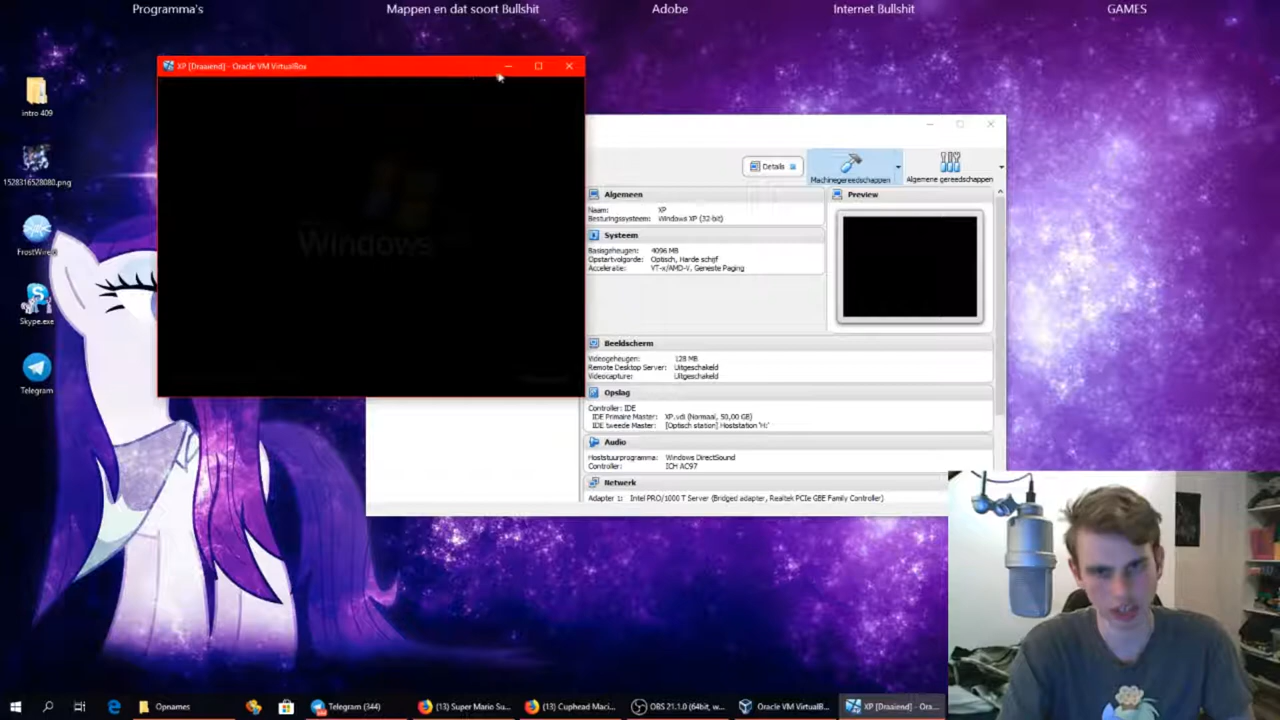 Programma's
Mappen en dat soort Bullshit
Adobe
Internet Bullshit
GAMES
intro 409
1528316528080.png
FrostWire
Skype.exe
Telegram
XP [Draaiend] - Oracle VM VirtualBox
Windows
Details
Machinegereedschappen
Algemene gereedschappen
Algemeen
Naam: XP
Besturingssysteem: Windows XP (32-bit)
Preview
Systeem
Basisgeheugen: 4096 MB
Opstartvolgorde: Optisch, Harde schijf
Acceleratie: VT-x/AMD-V, Geneste Paging
Beeldscherm
Videogeheugen: 128 MB
Remote Desktop Server: Uitgeschakeld
Videocapture: Uitgeschakeld
Opslag
Controller: IDE
IDE Primaire Master: XP.vdi (Normaal, 50,00 GB)
IDE tweede Master: [Optisch station] Hoststation 'H:'
Audio
Hoststuurprogramma: Windows DirectSound
Controller: ICH AC97
Netwerk
Adapter 1: Intel PRO/1000 T Server (Bridged adapter, Realtek PCIe GBE Family Controller)
Opnames
Telegram (344)
(13) Super Mario Su...
(13) Cuphead Maci...
OBS 21.1.0 (64bit, w...
Oracle VM VirtualB...
XP [Draaiend] - Ora...